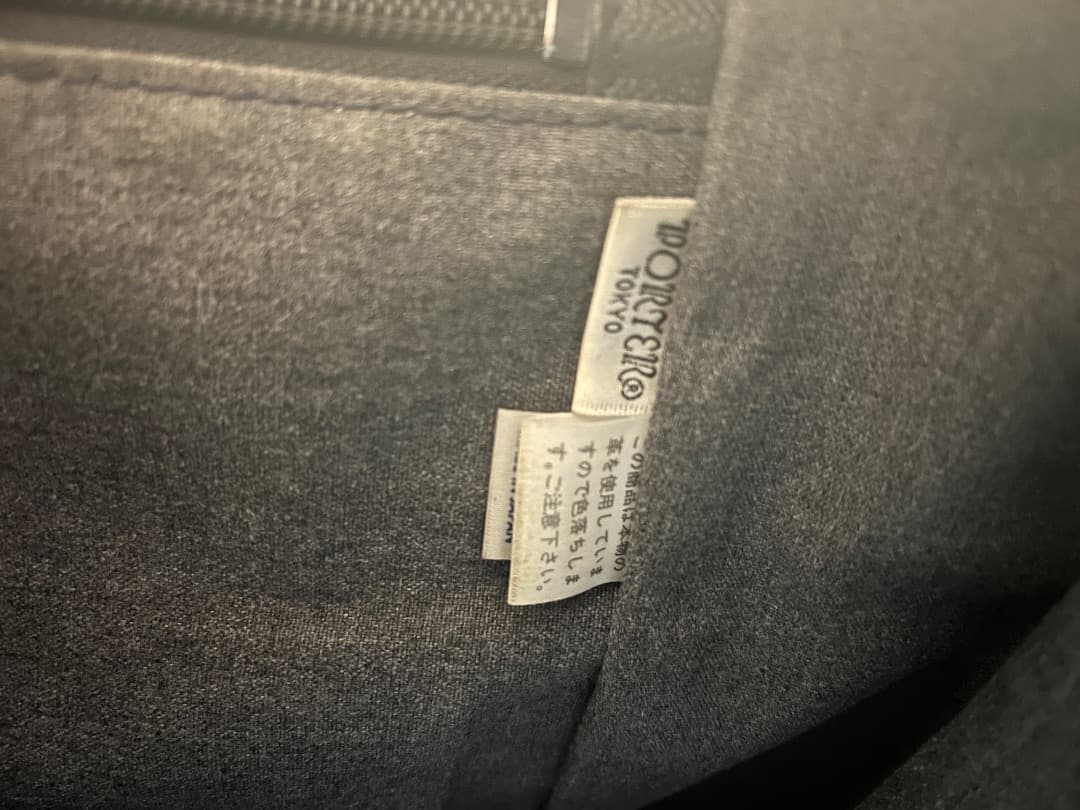 PORTER
TOKYO
この商品は本物の
革を使用していま
すので色落ちしま
す。ご注意下さい。
JAPAN